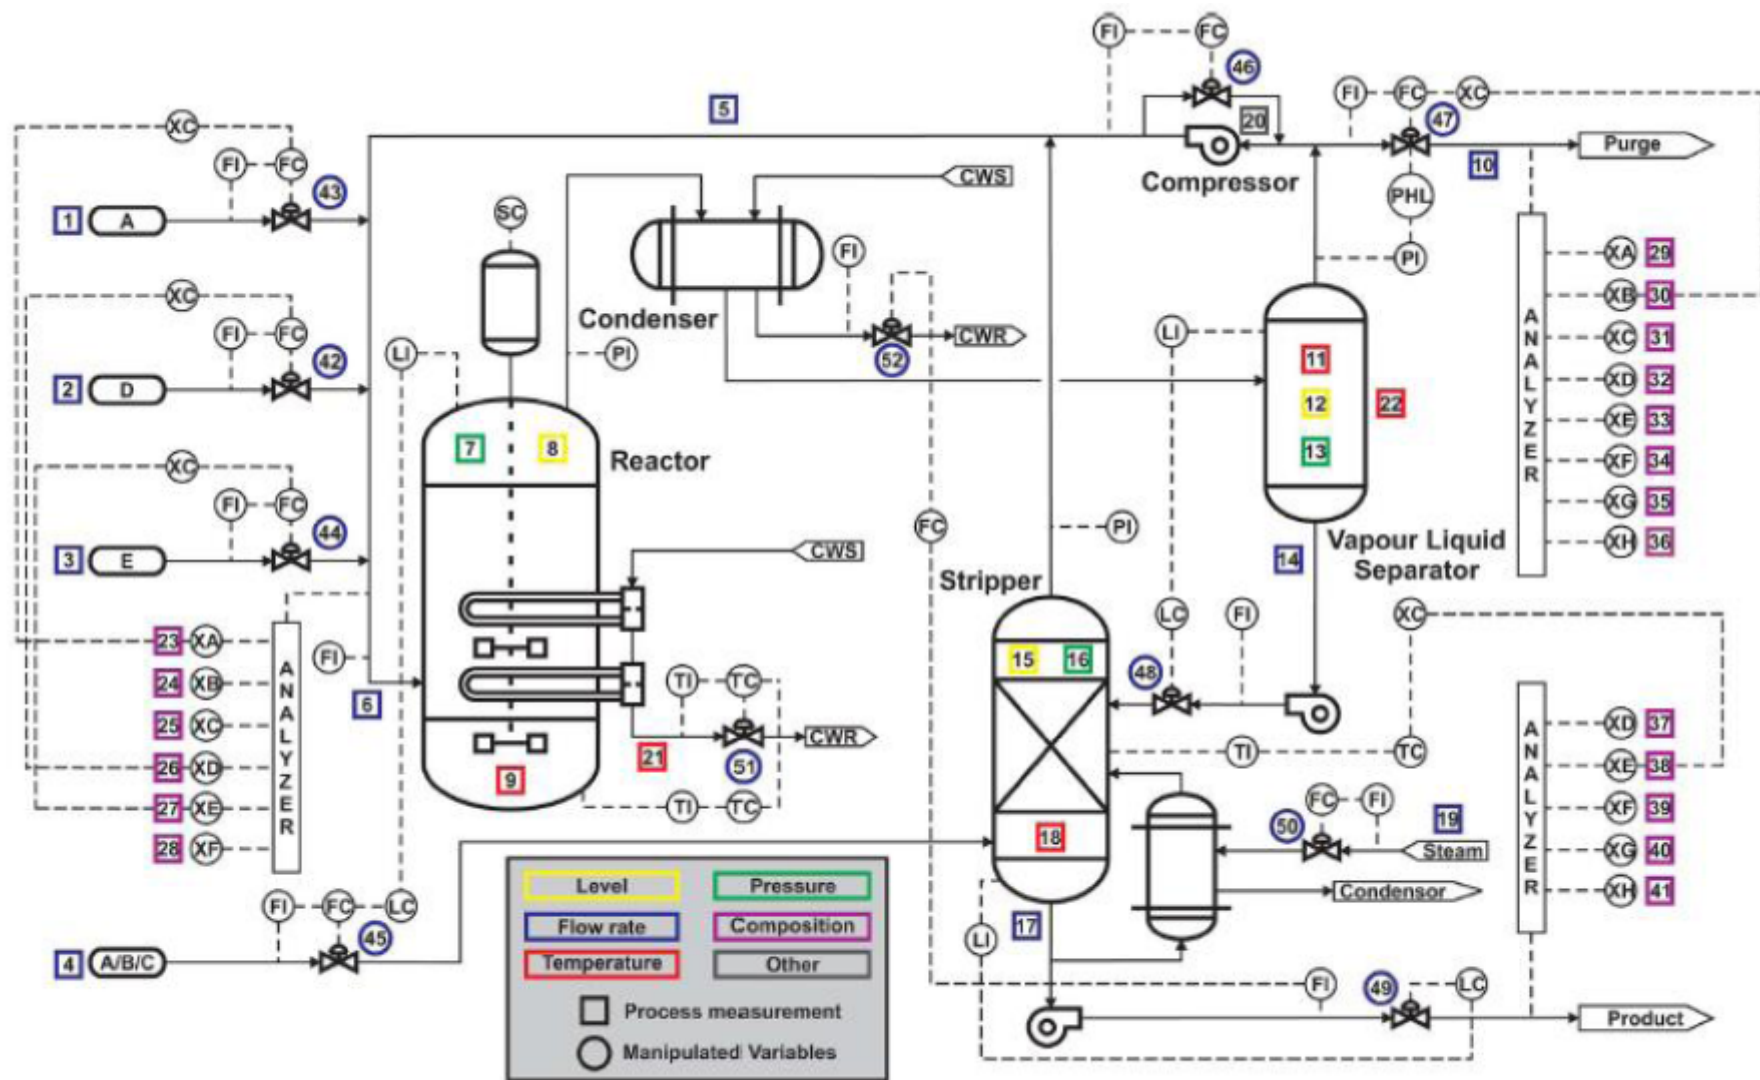 FI
FC
46
5
FI
FC
XC
47
20
Purge
10
Compressor
XC
FI
FC
43
1
A
CWS
SC
PHL
FI
PI
XA
29
XC
XB
30
Condenser
CWR
52
LI
XC
31
FI
FC
42
LI
PI
11
XD
32
2
D
12
22
XE
33
7
8
Reactor
13
XF
34
XC
XG
35
FI
FC
44
FC
PI
XH
36
3
E
CWS
14
Vapour Liquid
Separator
ANALYZER
Stripper
LC
FI
XC
23
XA
FI
15
16
48
24
XB
6
TI
TC
25
XC
21
51
CWR
TI
TC
XD
37
26
XD
9
XE
38
27
XE
TI
TC
FC
FI
19
XF
39
28
XF
18
50
Steam
XG
40
ANALYZER
Condensor
XH
41
ANALYZER
FI
FC
LC
45
4
A/B/C
17
LI
FI
49
LC
Product
Level
Pressure
Flow rate
Composition
Temperature
Other
Process measurement
Manipulated Variables